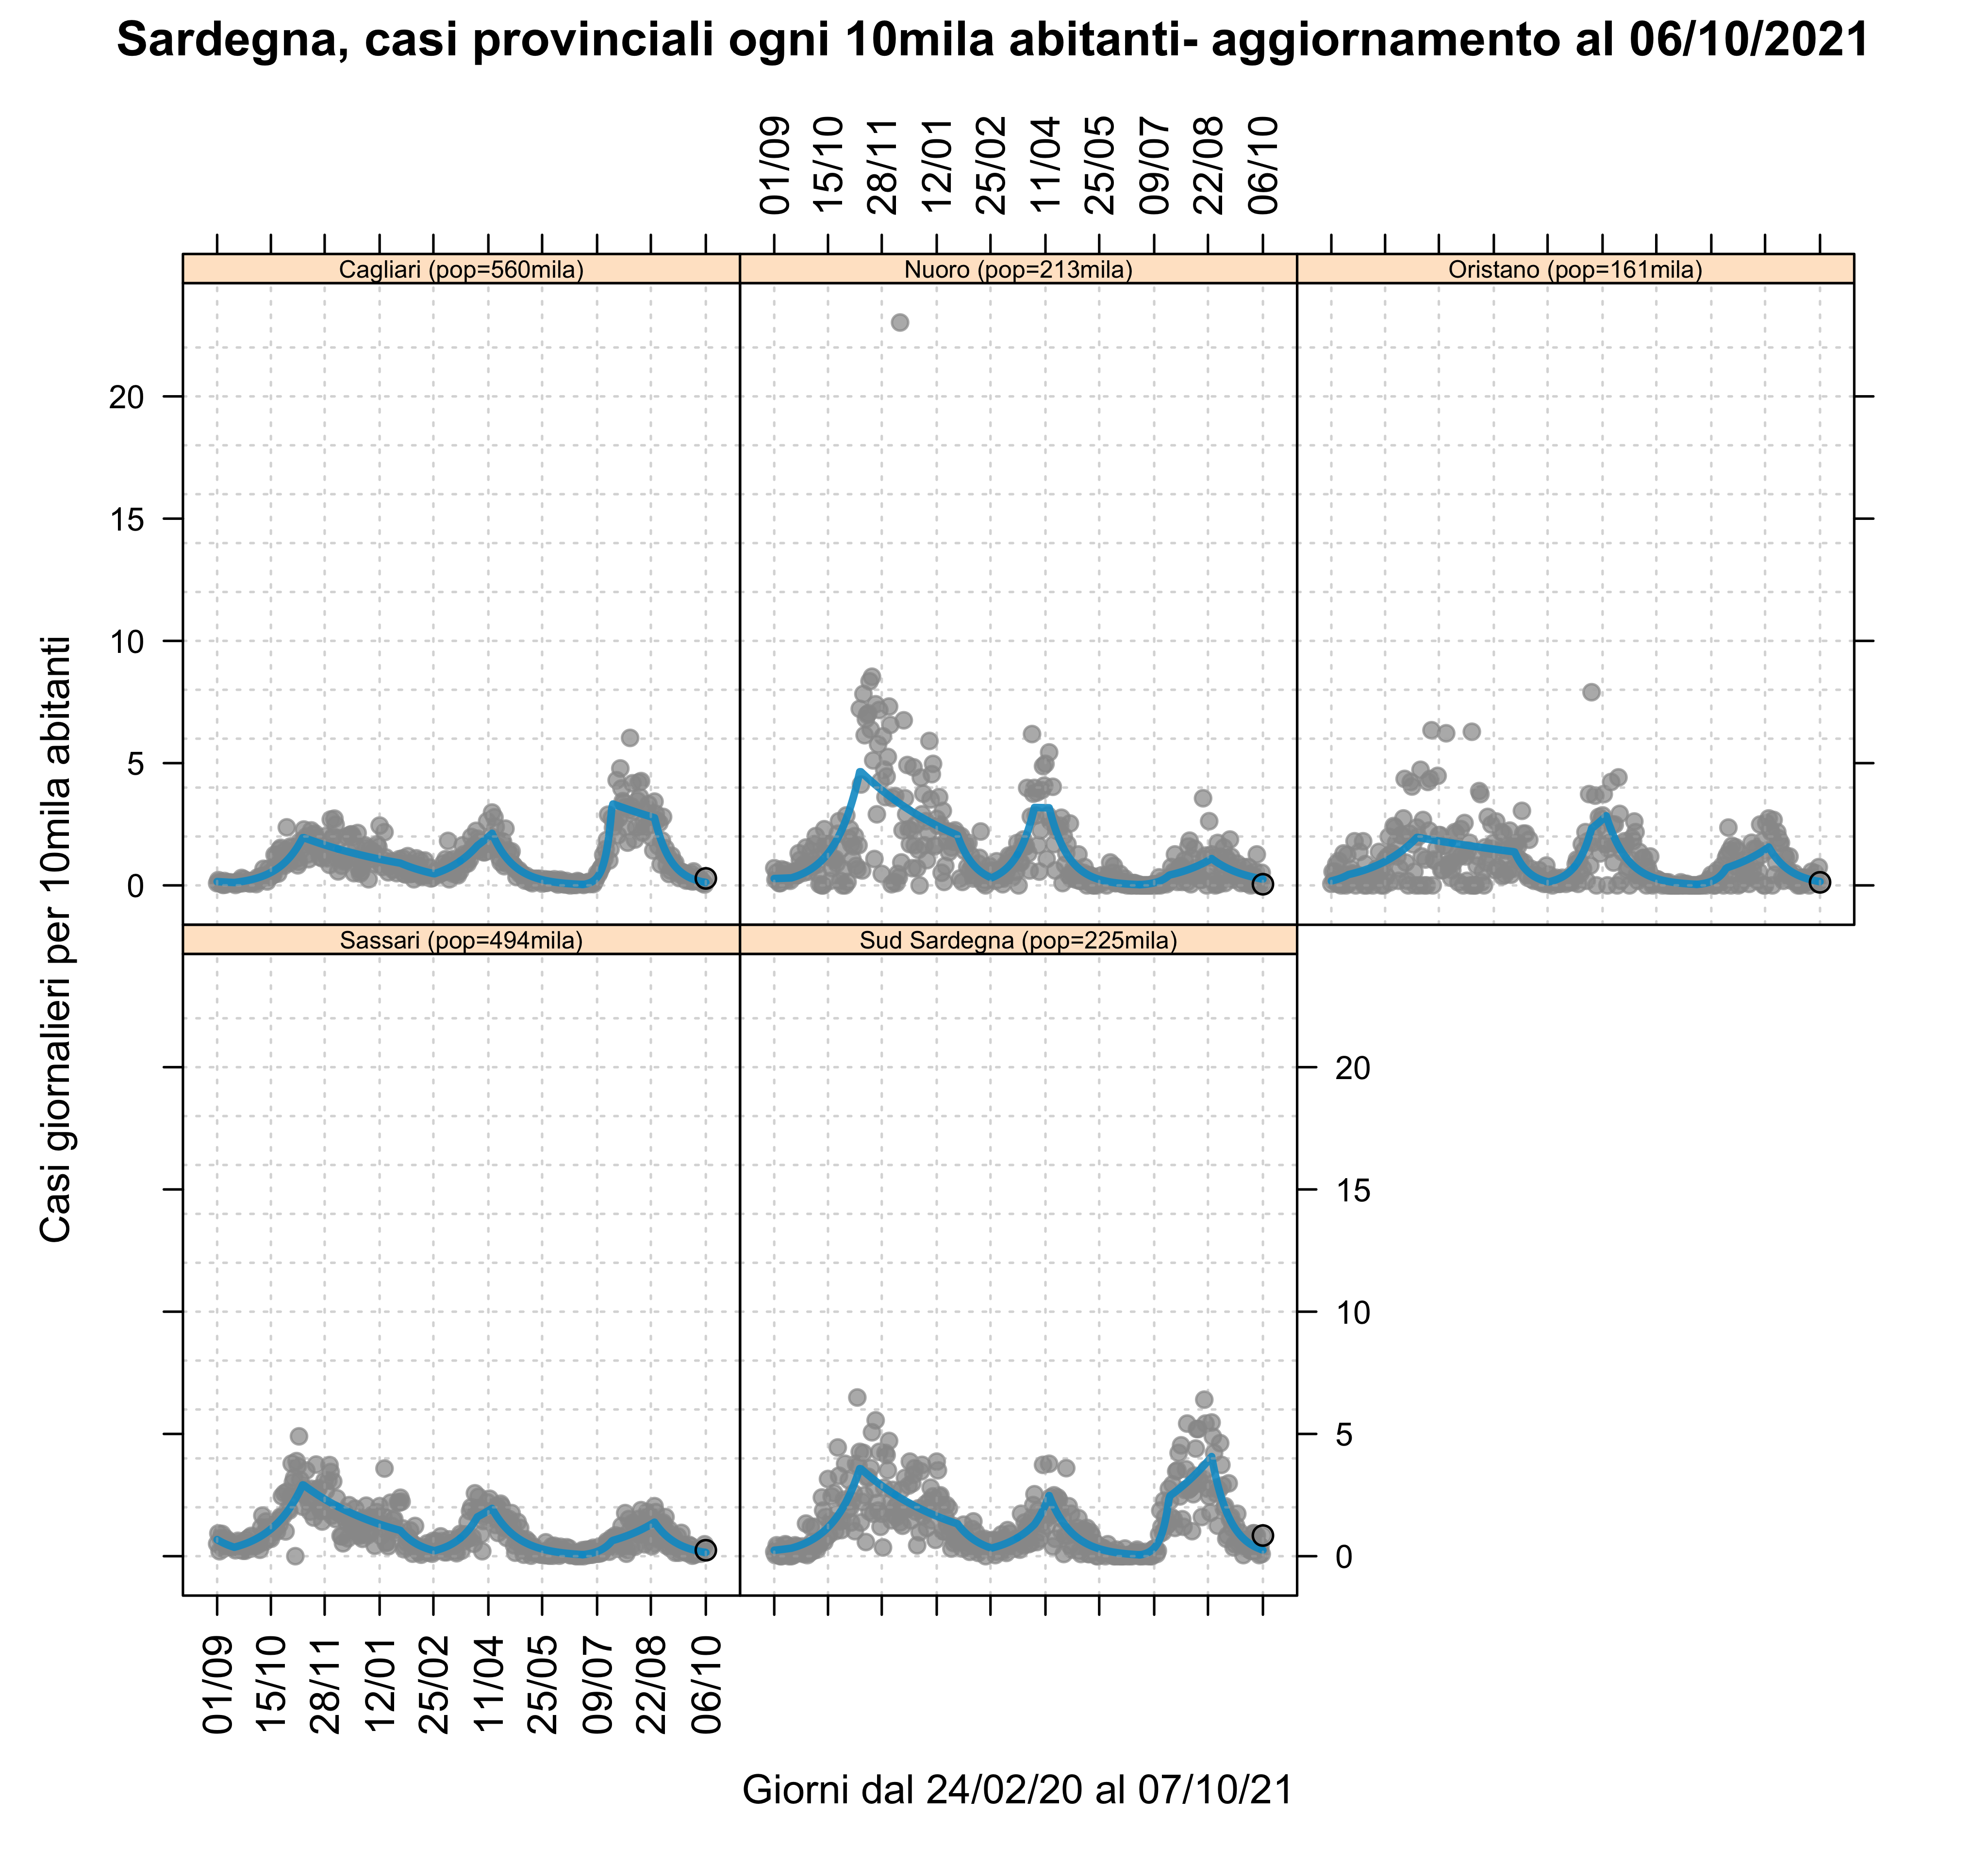 Sardegna, casi provinciali ogni 10mila abitanti- aggiornamento al 06/10/2021
01/09 15/10 28/11 12/01 25/02 11/04 25/05 09/07 22/08 06/10
Cagliari (pop=560mila) Nuoro (pop=213mila) Oristano (pop=161mila)
20
15
10
5
0
Casi giornalieri per 10mila abitanti
Sassari (pop=494mila) Sud Sardegna (pop=225mila)
20
15
10
5
0
01/09 15/10 28/11 12/01 25/02 11/04 25/05 09/07 22/08 06/10
Giorni dal 24/02/20 al 07/10/21